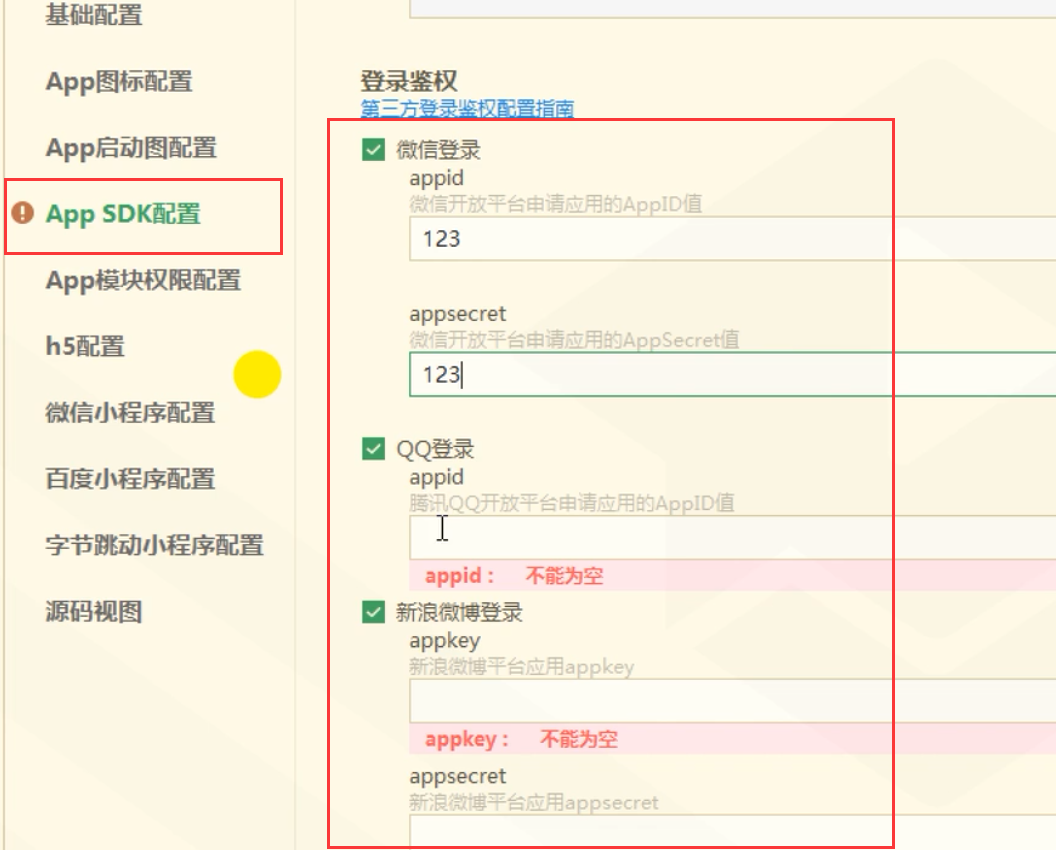 基础配置
App图标配置
App启动图配置
App SDK配置
App模块权限配置
h5配置
微信小程序配置
百度小程序配置
字节跳动小程序配置
源码视图
登录鉴权
第三方登录鉴权配置指南
微信登录
appid
微信开放平台申请应用的AppID值
123
appsecret
微信开放平台申请应用的AppSecret值
123
QQ登录
appid
腾讯QQ开放平台申请应用的AppID值
appid： 不能为空
新浪微博登录
appkey
新浪微博平台应用appkey
appkey： 不能为空
appsecret
新浪微博平台应用appsecret